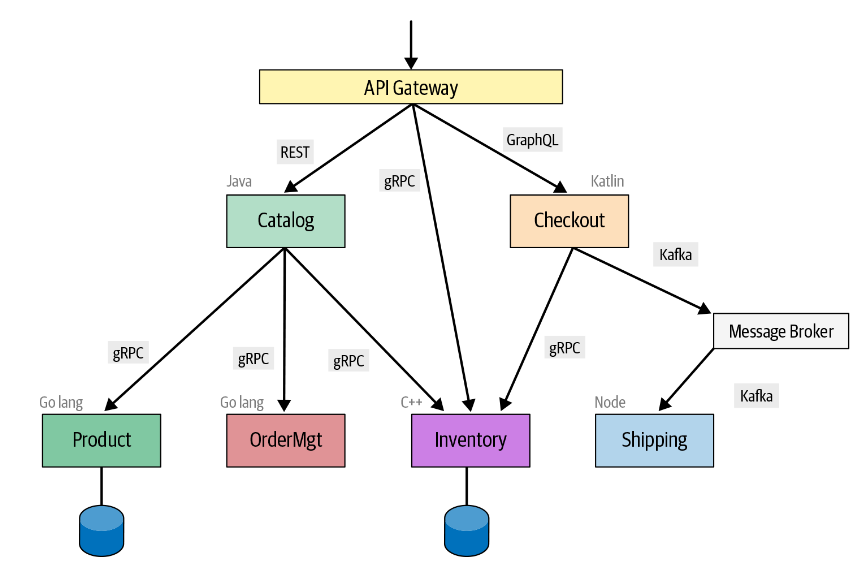 API Gateway
REST
GraphQL
gRPC
Java
Katlin
Catalog
Checkout
Kafka
Message Broker
gRPC
gRPC
gRPC
gRPC
Kafka
Go lang
Go lang
C++
Node
Product
OrderMgt
Inventory
Shipping